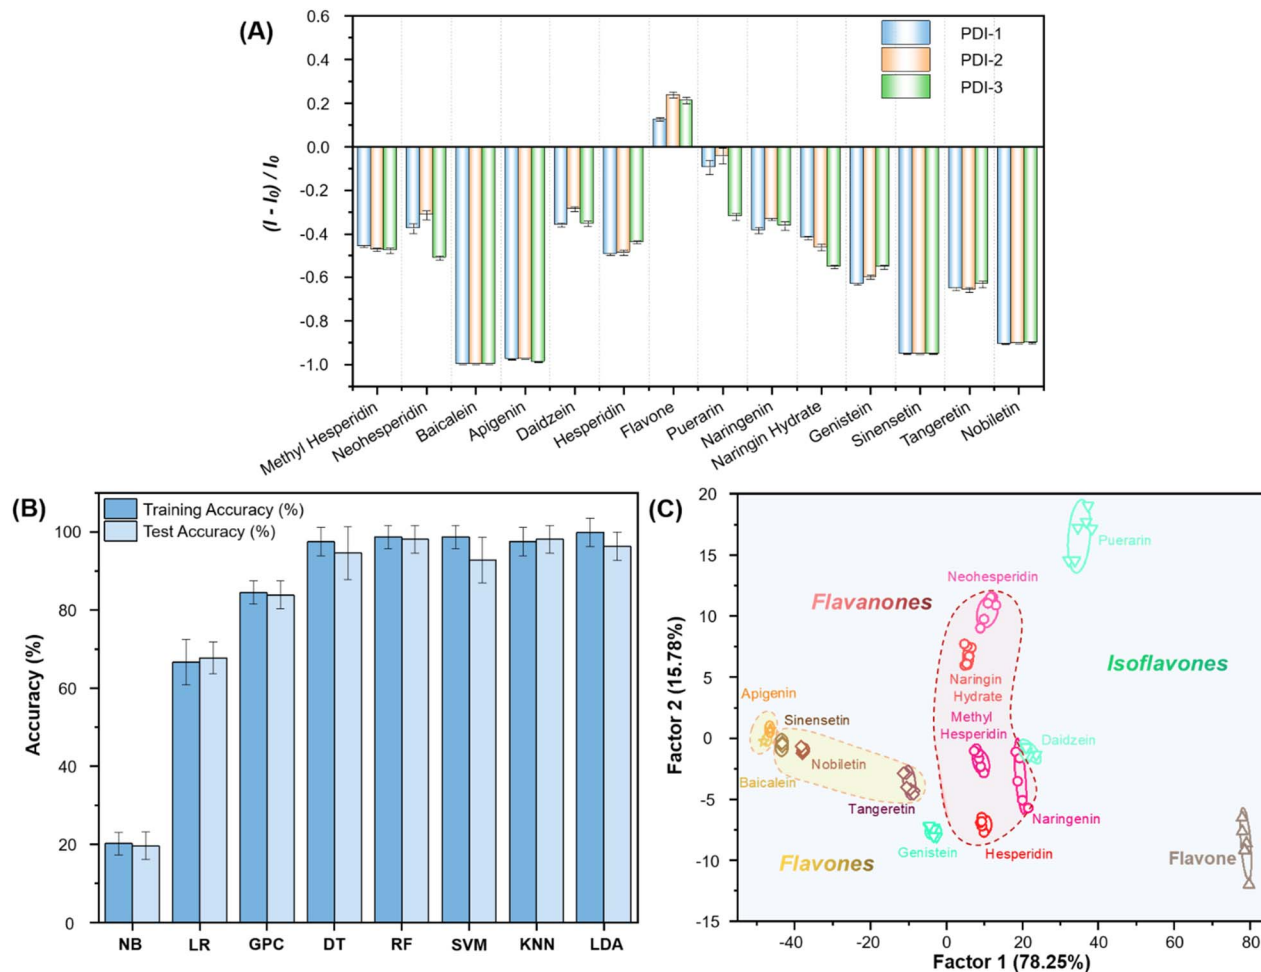 (A)
0.6
0.4
0.2
0.0
-0.2
-0.4
-0.6
-0.8
-1.0
(I - I0) / I0
PDI-1
PDI-2
PDI-3
Methyl Hesperidin
Neohesperidin
Baicalein
Apigenin
Daidzein
Hesperidin
Flavone
Puerarin
Naringenin
Naringin Hydrate
Genistein
Sinensetin
Tangeretin
Nobiletin
(B)
Training Accuracy (%)
Test Accuracy (%)
100
80
60
40
20
0
Accuracy (%)
NB
LR
GPC
DT
RF
SVM
KNN
LDA
(C)
20
15
10
5
0
-5
-10
-15
Factor 2 (15.78%)
Puerarin
Neohesperidin
Flavanones
Isoflavones
Naringin
Hydrate
Apigenin
Sinensetin
Methyl
Hesperidin
Daidzein
Nobiletin
Baicalein
Tangeretin
Naringenin
Genistein
Hesperidin
Flavones
Flavone
-40
-20
0
20
40
60
80
Factor 1 (78.25%)